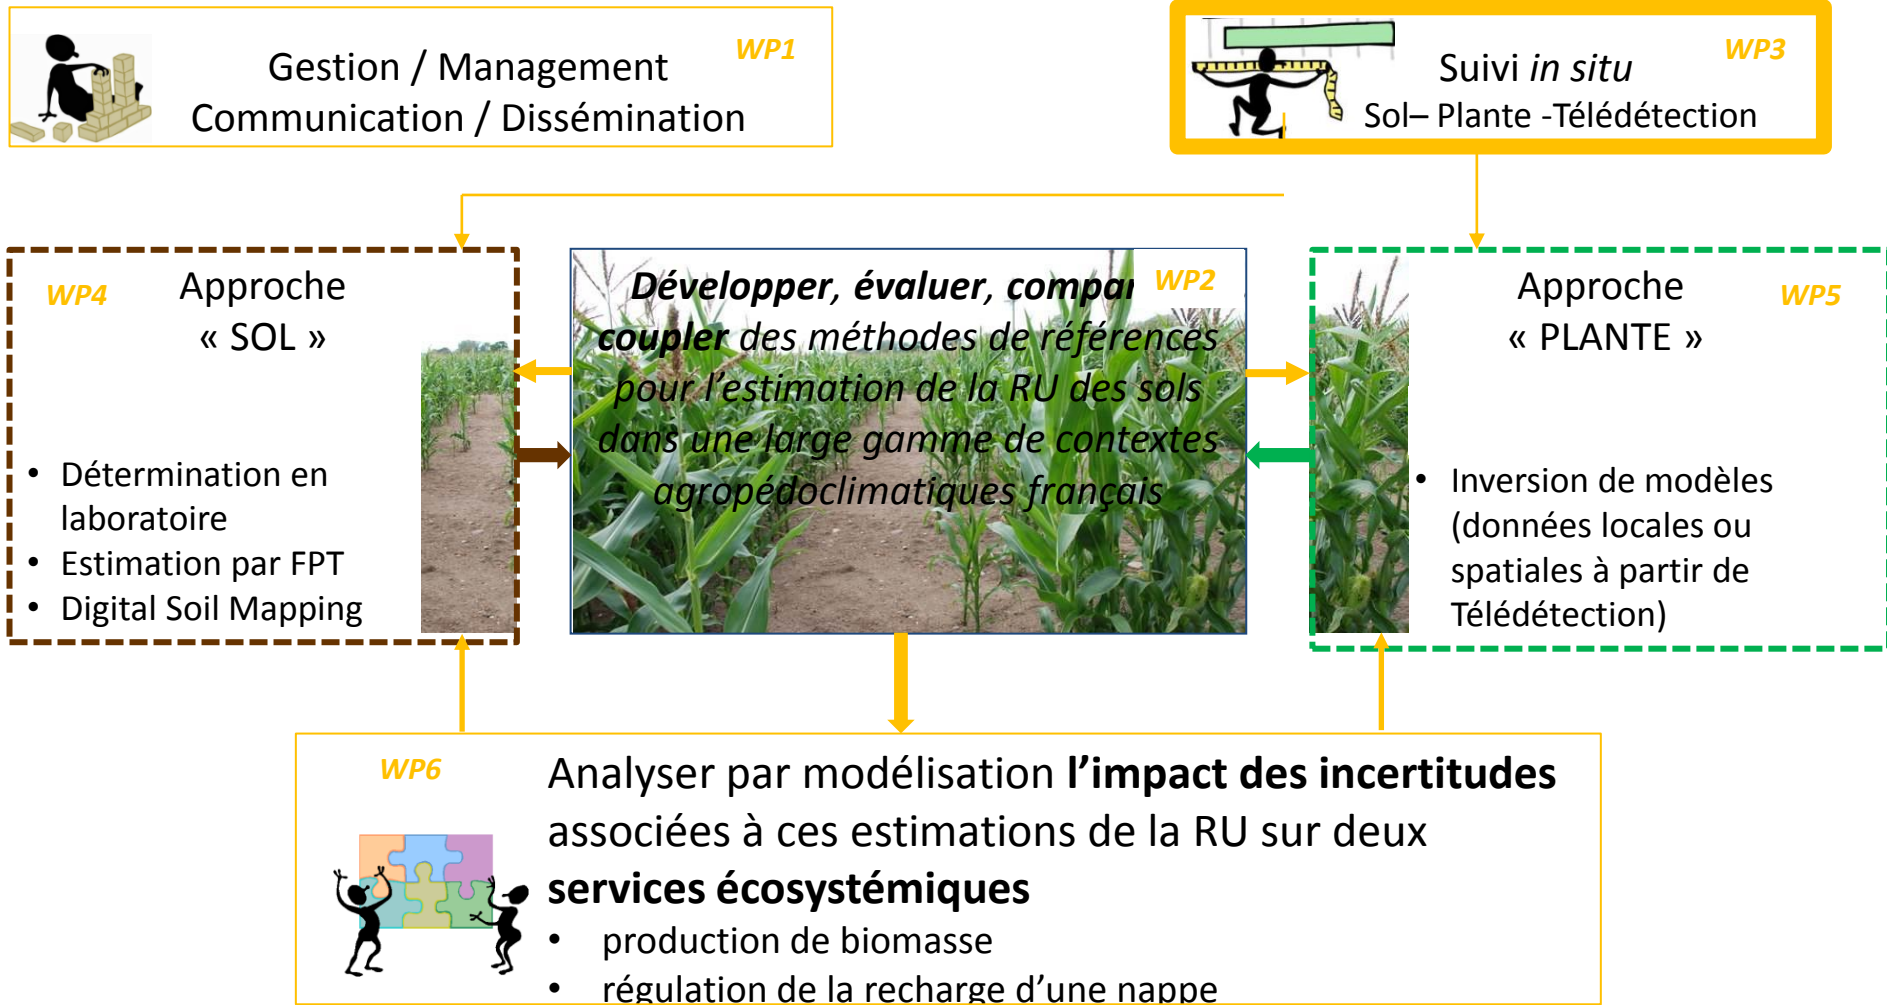 WP1
Gestion / Management
Communication / Dissémination
WP3
Suivi in situ
Sol– Plante -Télédétection
WP4
Approche
« SOL »
• Détermination en
laboratoire
• Estimation par FPT
• Digital Soil Mapping
WP2
Développer, évaluer,
coupler des méthodes de références
pour l’estimation de la RU des sols
dans une large gamme de contextes
agropédoclimatiques français
WP5
Approche
« PLANTE »
• Inversion de modèles
(données locales ou
spatiales à partir de
Télédétection)
WP6
Analyser par modélisation l’impact des incertitudes
associées à ces estimations de la RU sur deux
services écosystémiques
• production de biomasse
• régulation de la recharge d’une nappe